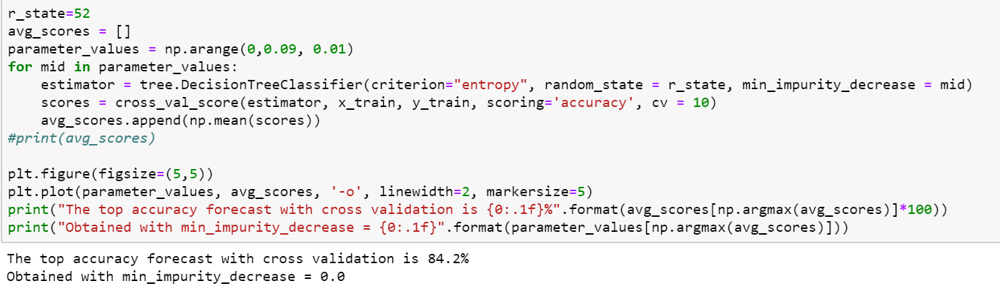 r_state=52
avg_scores = []
parameter_values = np.arange(0,0.09, 0.01)
for mid in parameter_values:
    estimator = tree.DecisionTreeClassifier(criterion="entropy", random_state = r_state, min_impurity_decrease = mid)
    scores = cross_val_score(estimator, x_train, y_train, scoring='accuracy', cv = 10)
    avg_scores.append(np.mean(scores))
#print(avg_scores)

plt.figure(figsize=(5,5))
plt.plot(parameter_values, avg_scores, '-o', linewidth=2, markersize=5)
print("The top accuracy forecast with cross validation is {0:.1f}%".format(avg_scores[np.argmax(avg_scores)]*100))
print("Obtained with min_impurity_decrease = {0:.1f}".format(parameter_values[np.argmax(avg_scores)]))
The top accuracy forecast with cross validation is 84.2%
Obtained with min_impurity_decrease = 0.0